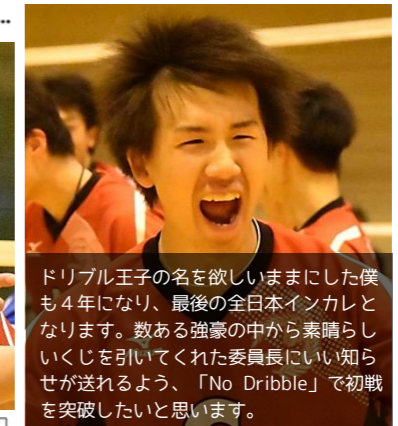 …
ドリブル王子の名を欲しいままにした僕
も４年になり、最後の全日本インカレと
なります。数ある強豪の中から素晴らし
いくじを引いてくれた委員長にいい知ら
せが送れるよう、「No Dribble」で初戦
を突破したいと思います。